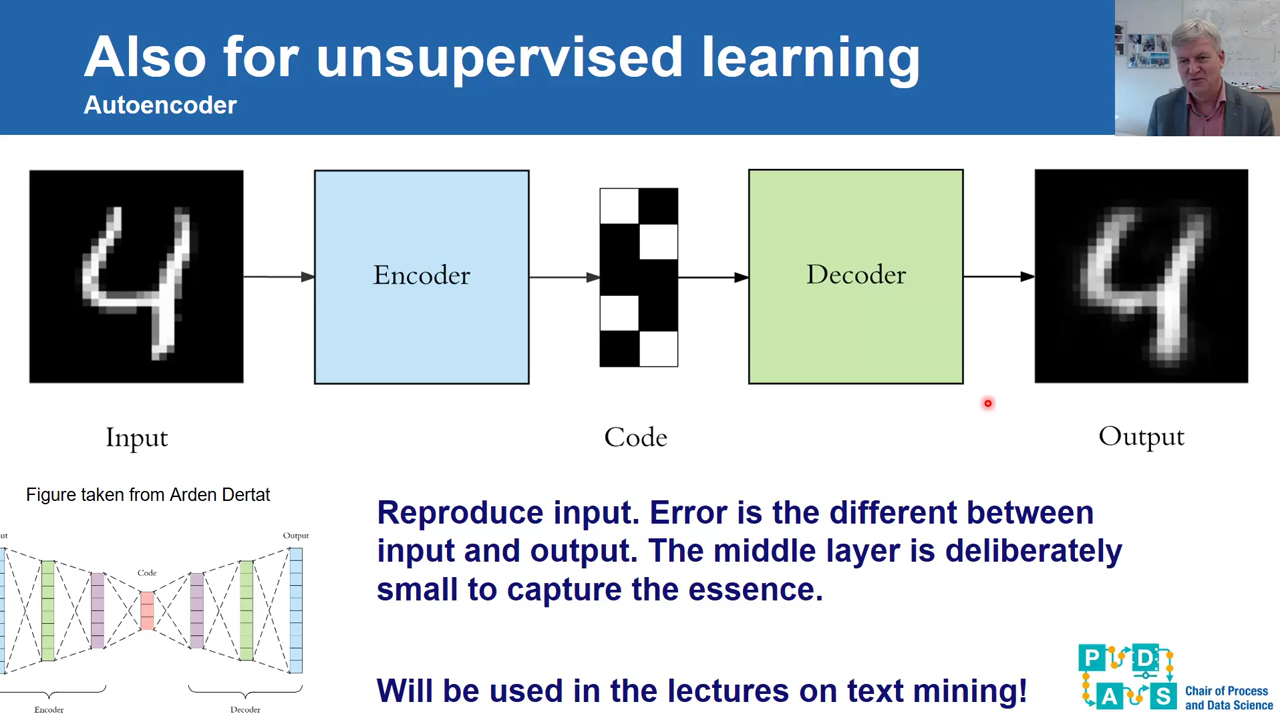 Also for unsupervised learning
Autoencoder
Encoder
Decoder
Input
Code
Output
Figure taken from Arden Dertat
Reproduce input. Error is the different between
input and output. The middle layer is deliberately
small to capture the essence.
ut
Output
Code
Encoder
Decoder
Will be used in the lectures on text mining!
P D
A S
Chair of Process
and Data Science